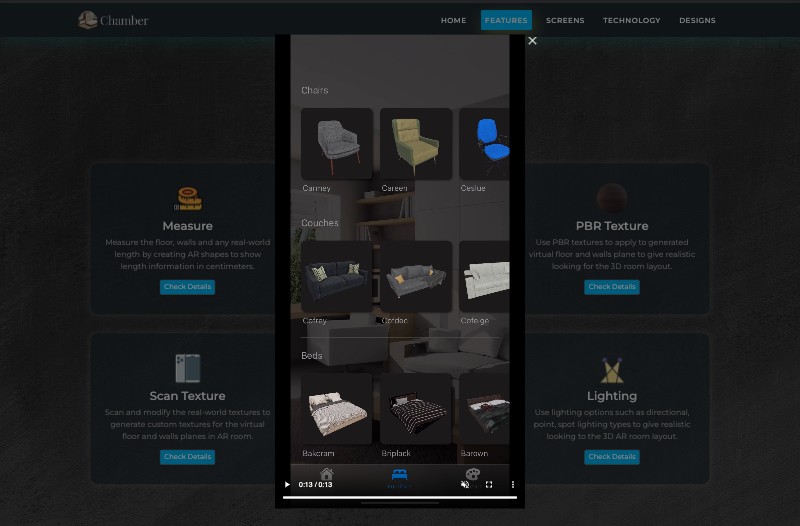 Chamber
HOME
FEATURES
SCREENS
TECHNOLOGY
DESIGNS
×
Chairs
Carmey
Careen
Ceslue
Couches
Cofrey
Cofdec
Cofeige
Beds
Bakcram
Briplack
Barown
0:13 / 0:13
Measure
Measure the floor, walls and any real-world
length by creating AR shapes to show
length information in centimeters.
Check Details
PBR Texture
Use PBR textures to apply to generated
virtual floor and walls plane to give realistic
looking for the 3D room layout.
Check Details
Scan Texture
Scan and modify the real-world textures to
generate custom textures for the virtual
floor and walls planes in AR room.
Check Details
Lighting
Use lighting options such as directional,
point, spot lighting types to give realistic
looking to the 3D AR room layout.
Check Details